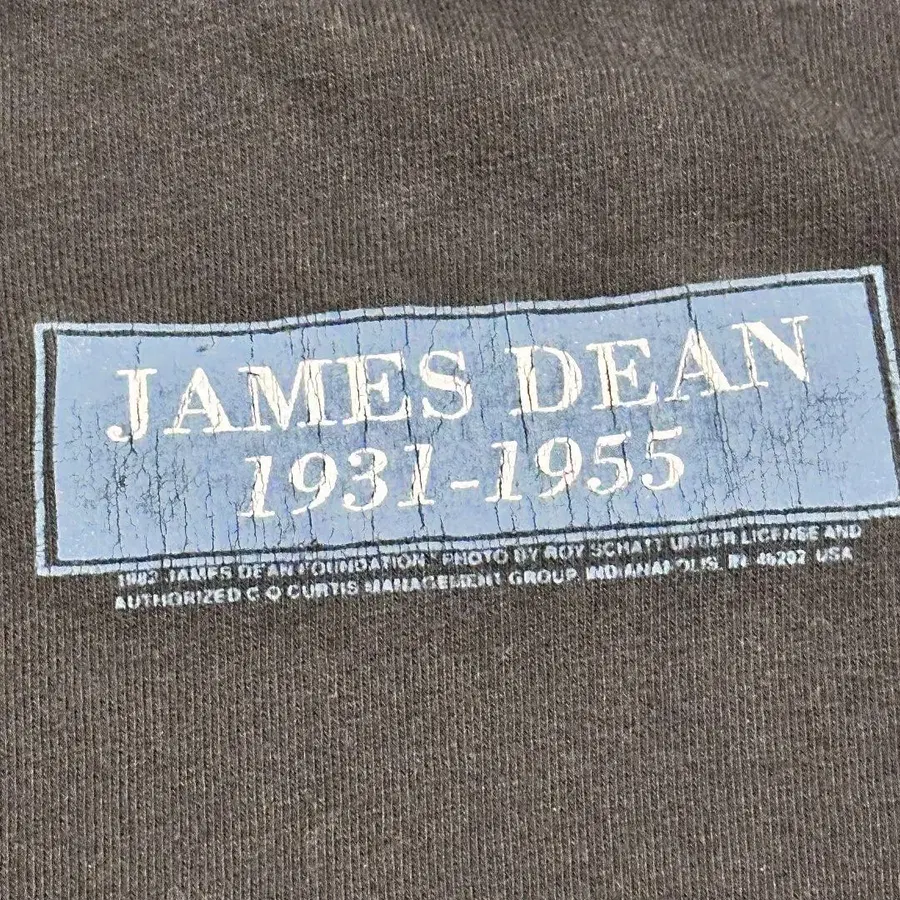 JAMES DEAN
1931-1955
JAMES DEAN FOUNDATION · PHOTO BY ROY SCHATT UNDER LICENSE AND
AUTHORIZED C O CURTIS MANAGEMENT GROUP, INDIANAPOLIS, IN 46202 USA